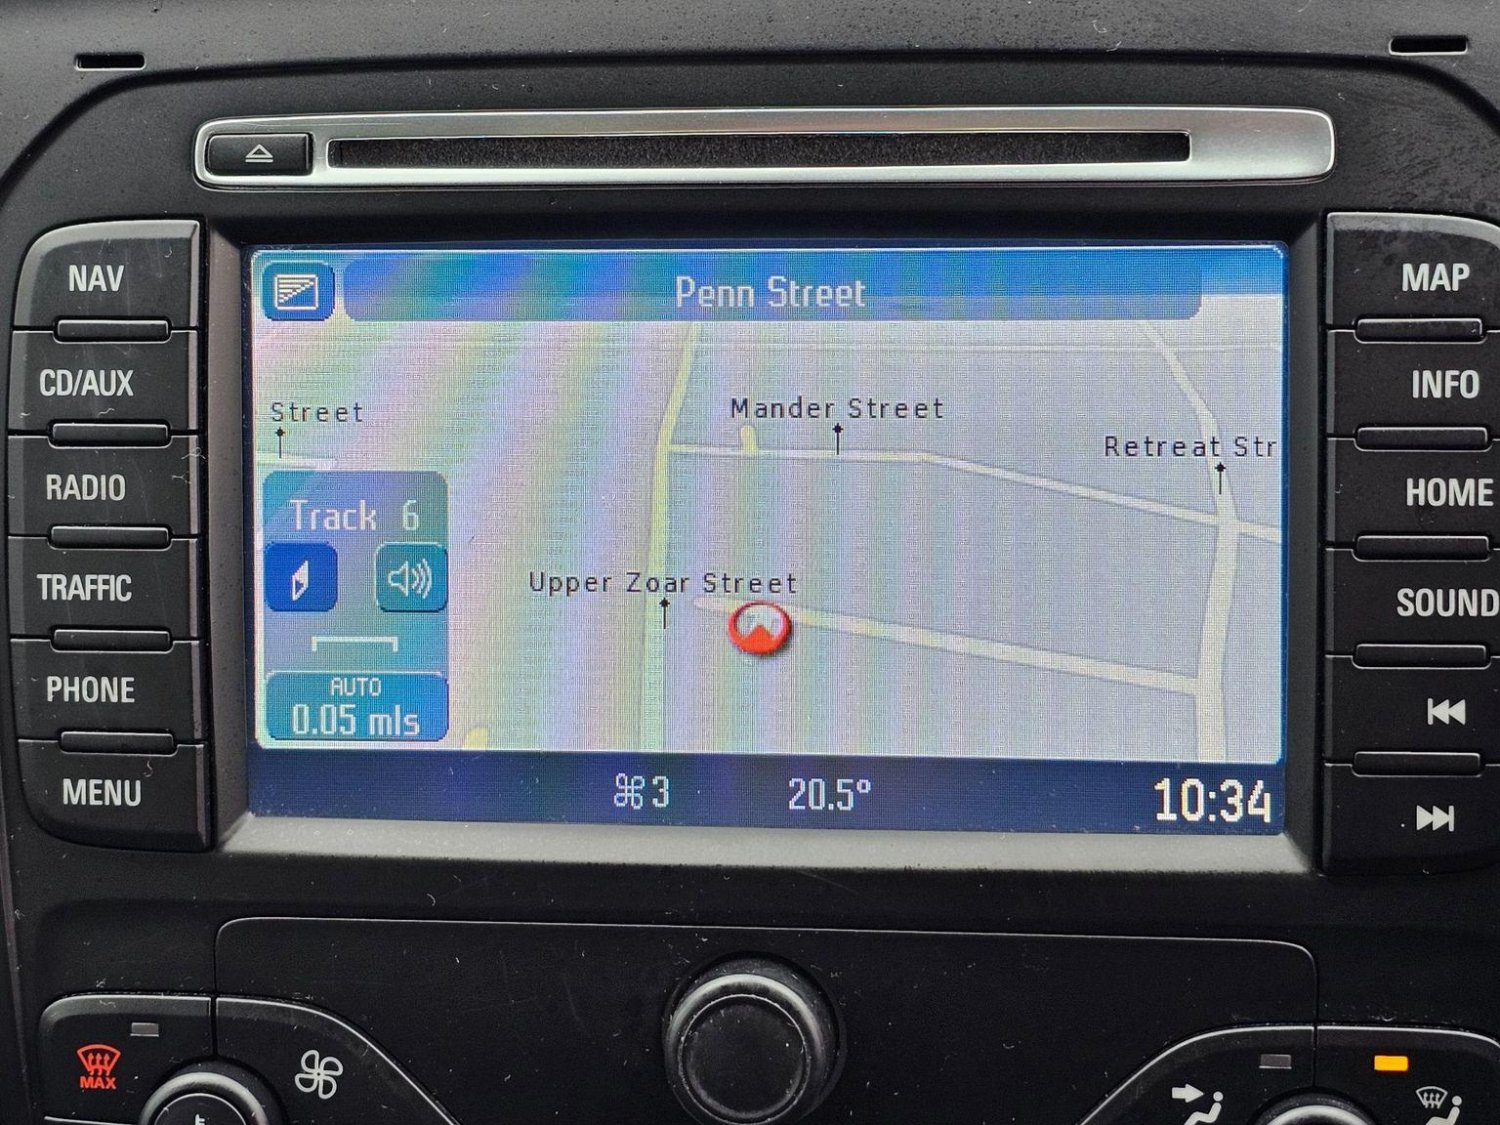 Penn Street
NAV
MAP
CD/AUX
INFO
Street
Mander Street
Retreat Str
RADIO
HOME
Track 6
TRAFFIC
Upper Zoar Street
SOUND
PHONE
AUTO
0.05 mls
MENU
⌘3
20.5°
10:34
MAX